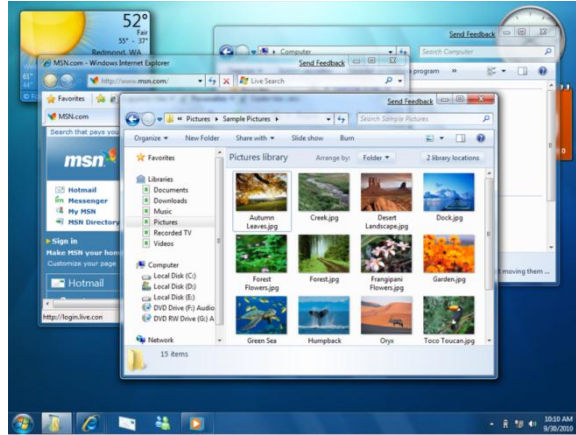 52°
Fair
55° - 37°
Redmond, WA
Send Feedback
Computer
Search Computer
MSN.com - Windows Internet Explorer
Send Feedback
http://www.msn.com/
Live Search
a program »
Favorites
MSN.com
Send Feedback
« Pictures ▸ Sample Pictures ▸
Search Sample Pictures
Organize
New Folder
Share with
Slide show
Burn
Search that pays you
msn
Hotmail
Messenger
My MSN
MSN Directory
Sign in
Make MSN your hom
Customize your page
Hotmail
http://login.live.con
Favorites
Libraries
Documents
Downloads
Music
Pictures
Recorded TV
Videos
Computer
Local Disk (C:)
Local Disk (D:)
Local Disk (E:)
DVD Drive (F:) Audio
DVD RW Drive (G:) A
Network
Pictures library
Arrange by: Folder
2 library locations
Autumn Leaves.jpg
Creek.jpg
Desert Landscape.jpg
Dock.jpg
Forest Flowers.jpg
Forest.jpg
Frangipani Flowers.jpg
Garden.jpg
Green Sea
Humpback
Oryx
Toco Toucan.jpg
moving them ...
15 items
10:10 AM
9/30/2010